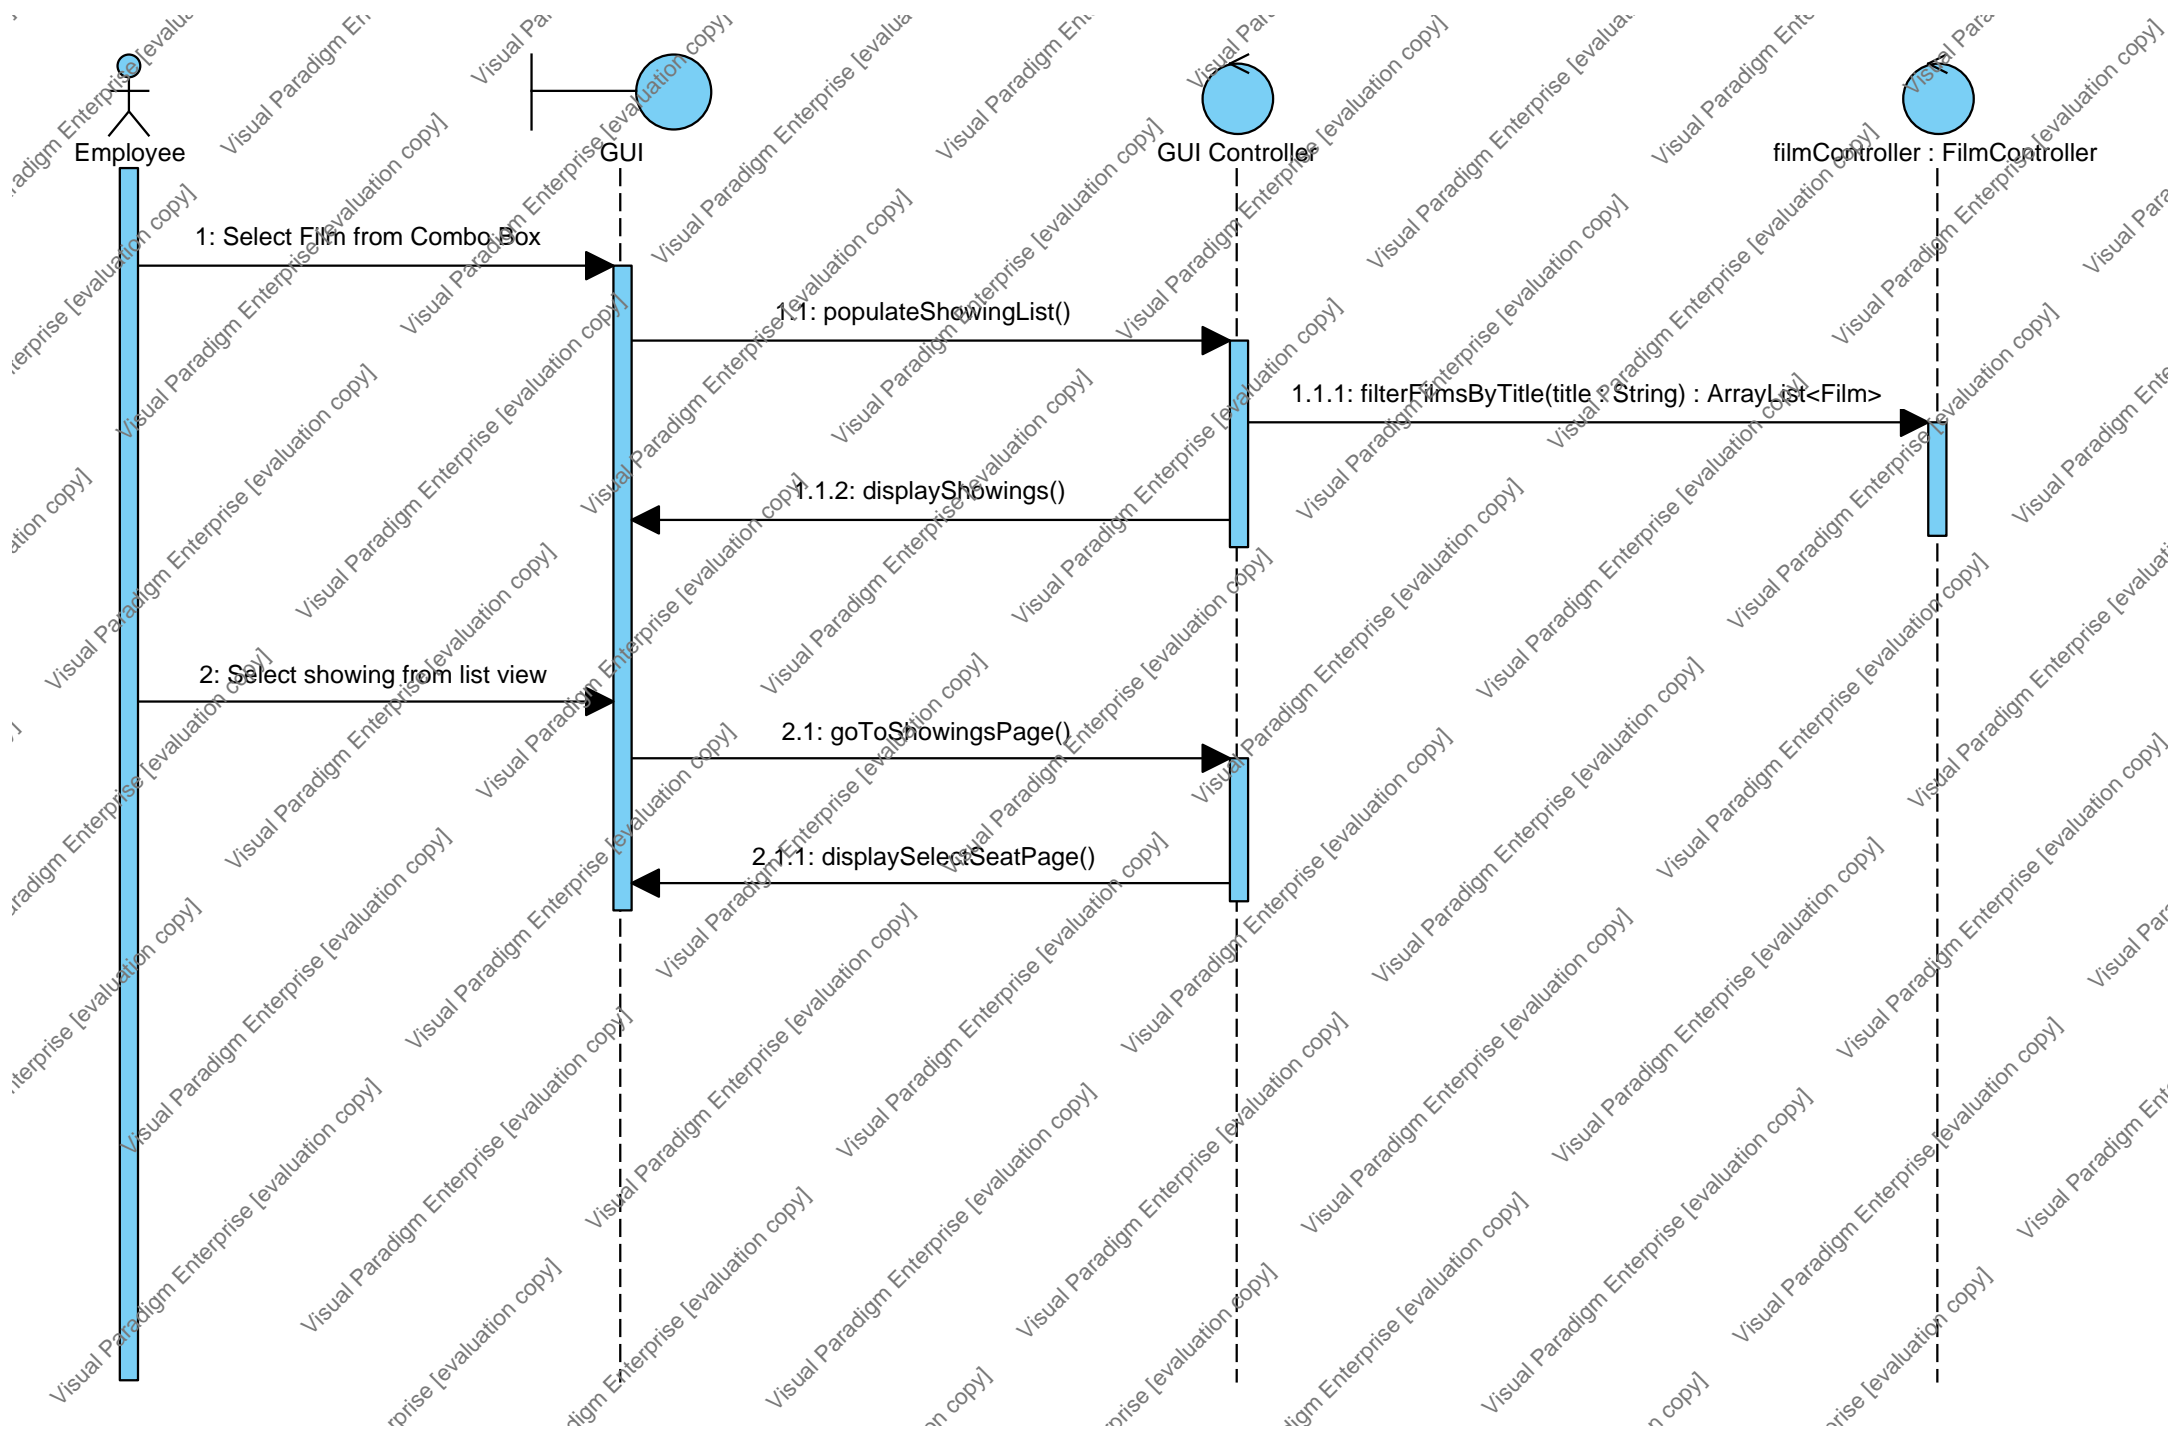 Employee
GUI
GUI Controller
filmController : FilmController
1: Select Film from Combo Box
1.1: populateShowingList()
1.1.1: filterFilmsByTitle(title : String) : ArrayList<Film>
1.1.2: displayShowings()
2: Select showing from list view
2.1: goToShowingsPage()
2.1.1: displaySelectSeatPage()
Visual Paradigm Enterprise [evaluation copy]